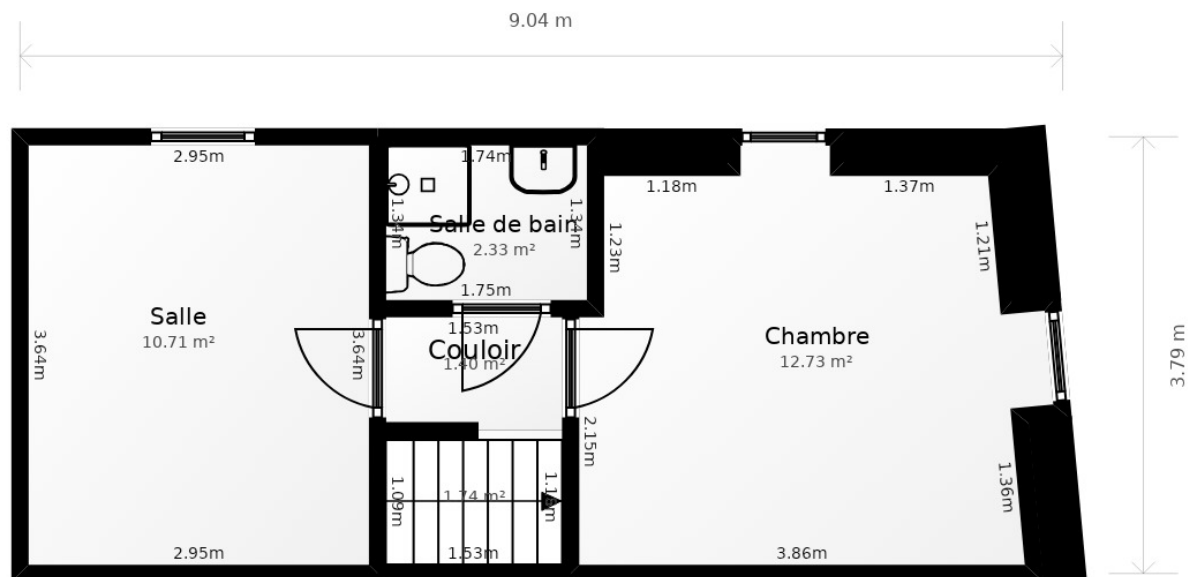 9.04 m
2.95m
1.74m
1.18m
1.37m
1.34m
1.34m
Salle de bain
2.33 m²
1.23m
1.21m
1.75m
Salle
10.71 m²
3.64m
3.64m
1.53m
Couloir
1.40 m²
Chambre
12.73 m²
3.79 m
2.15m
1.09m
1.74 m²
1.36m
2.95m
1.53m
3.86m